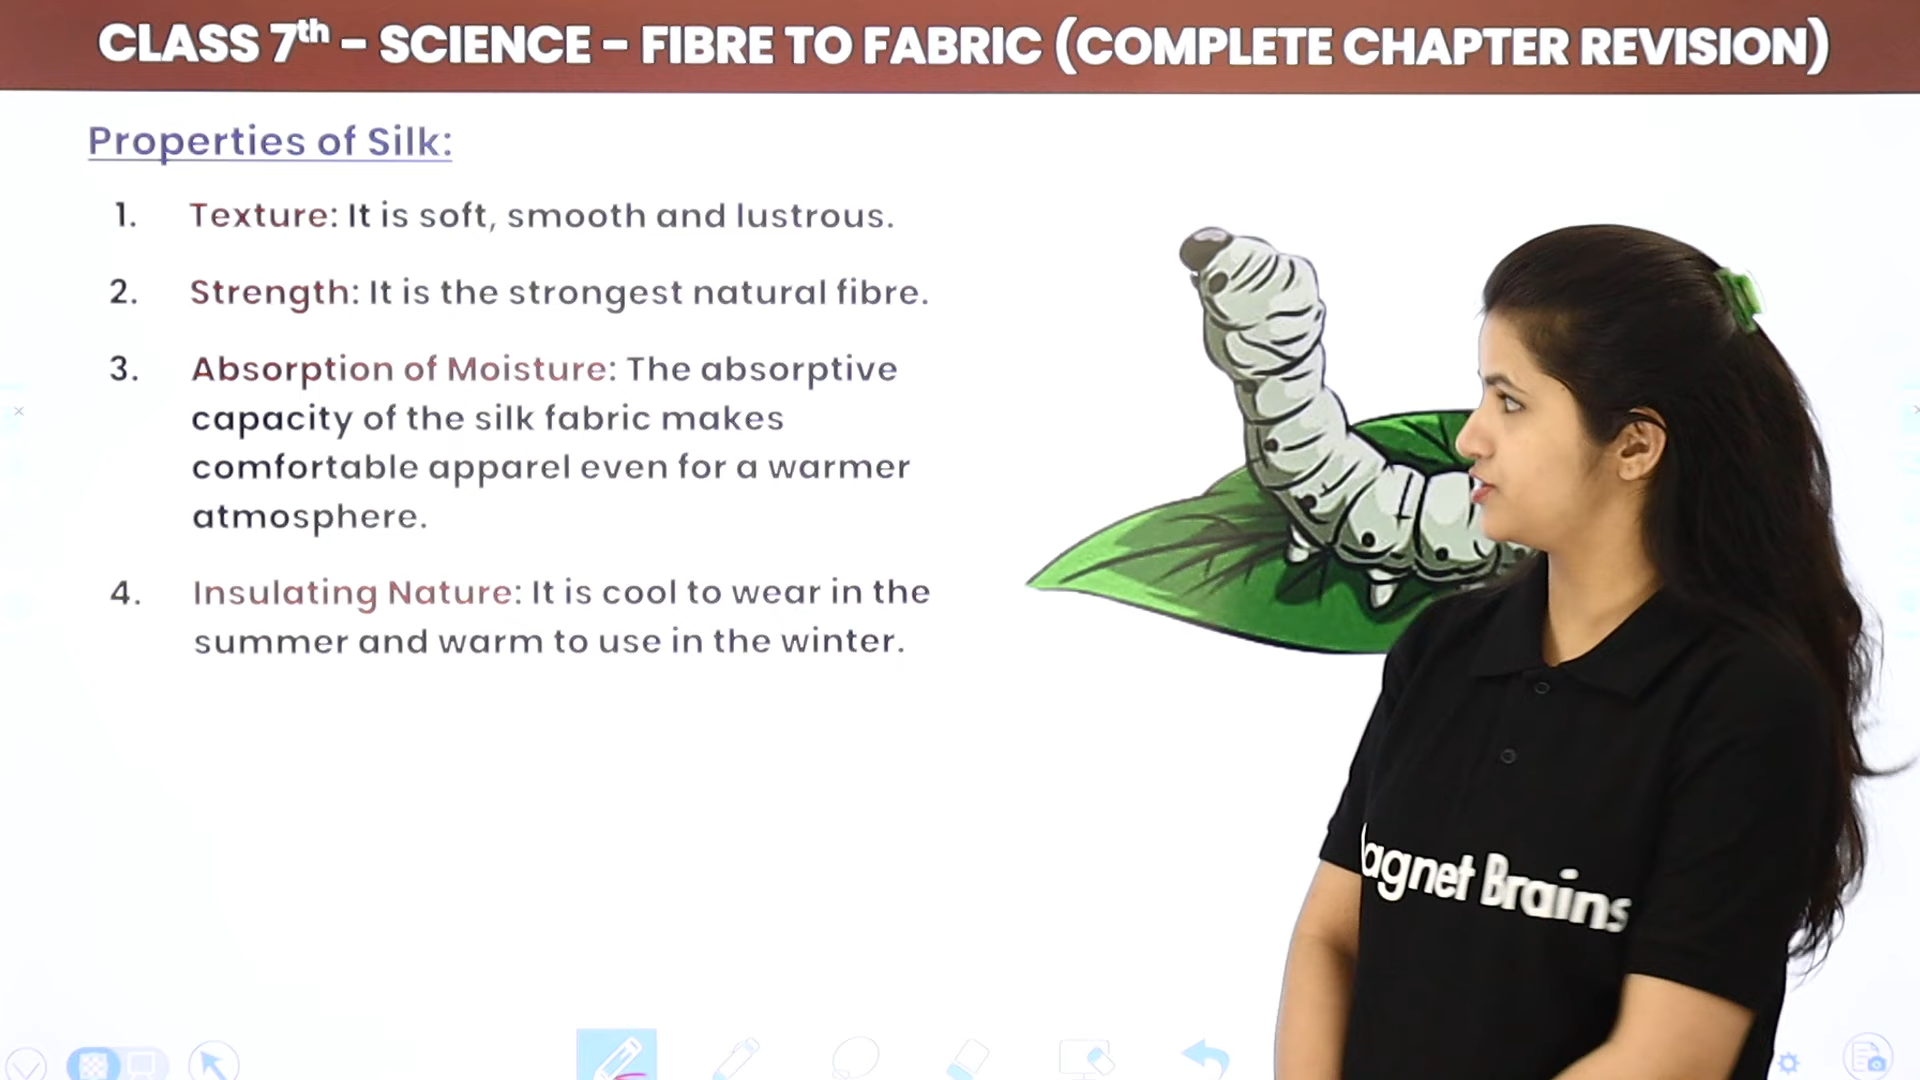 CLASS 7th – SCIENCE – FIBRE TO FABRIC (COMPLETE CHAPTER REVISION)
Properties of Silk:
1. Texture: It is soft, smooth and lustrous.
2. Strength: It is the strongest natural fibre.
3. Absorption of Moisture: The absorptive
capacity of the silk fabric makes
comfortable apparel even for a warmer
atmosphere.
4. Insulating Nature: It is cool to wear in the
summer and warm to use in the winter.
agnet Brains